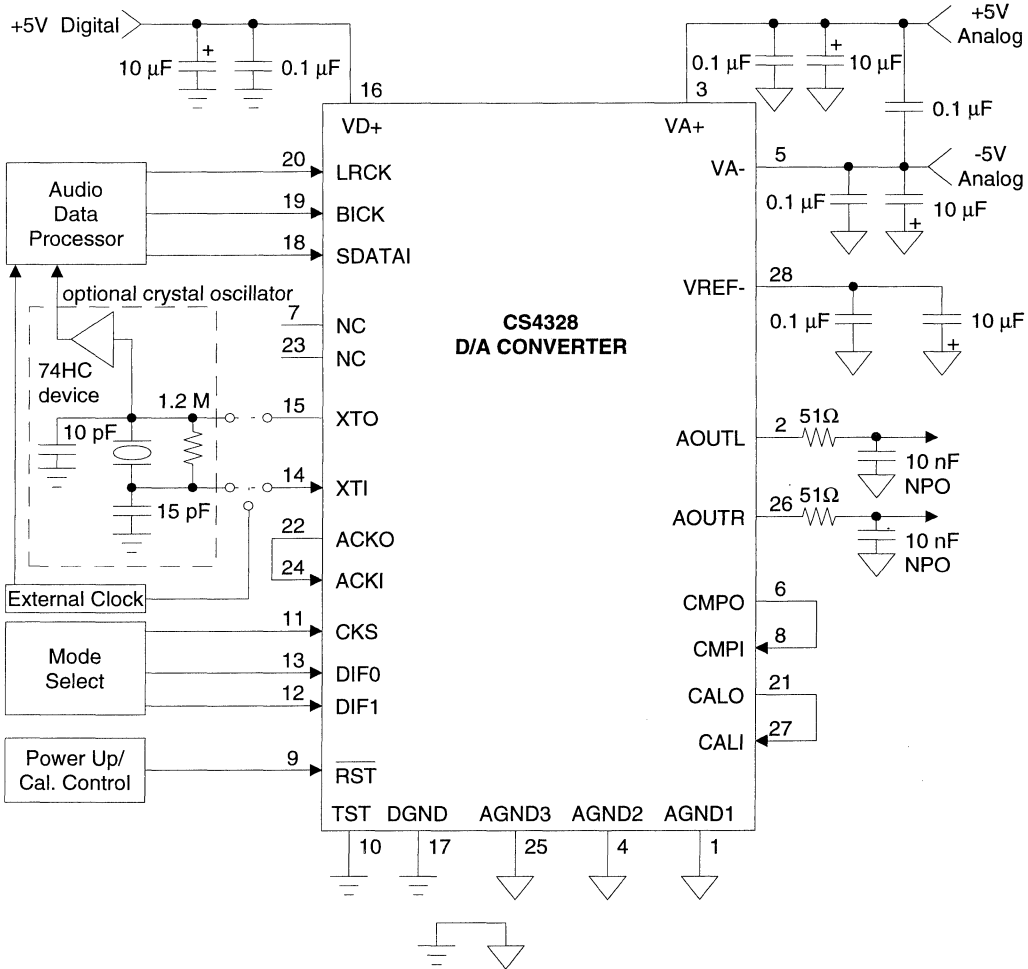 +5V Digital
10 µF
+
0.1 µF
16
VD+
+5V
Analog
0.1 µF
+
10 µF
3
VA+
0.1 µF
5
VA-
-5V
Analog
0.1 µF
10 µF
+
28
VREF-
0.1 µF
10 µF
+
CS4328
D/A CONVERTER
Audio
Data
Processor
20
LRCK
19
BICK
18
SDATAI
optional crystal oscillator
7
NC
23
NC
74HC
device
1.2 M
15
XTO
10 pF
14
XTI
15 pF
22
ACKO
24
ACKI
External Clock
11
CKS
Mode
Select
13
DIF0
12
DIF1
Power Up/
Cal. Control
9
RST
AOUTL
2
51Ω
10 nF
NPO
AOUTR
26
51Ω
10 nF
NPO
CMPO
6
CMPI
8
CALO
21
CALI
27
TST
DGND
AGND3
AGND2
AGND1
10
17
25
4
1